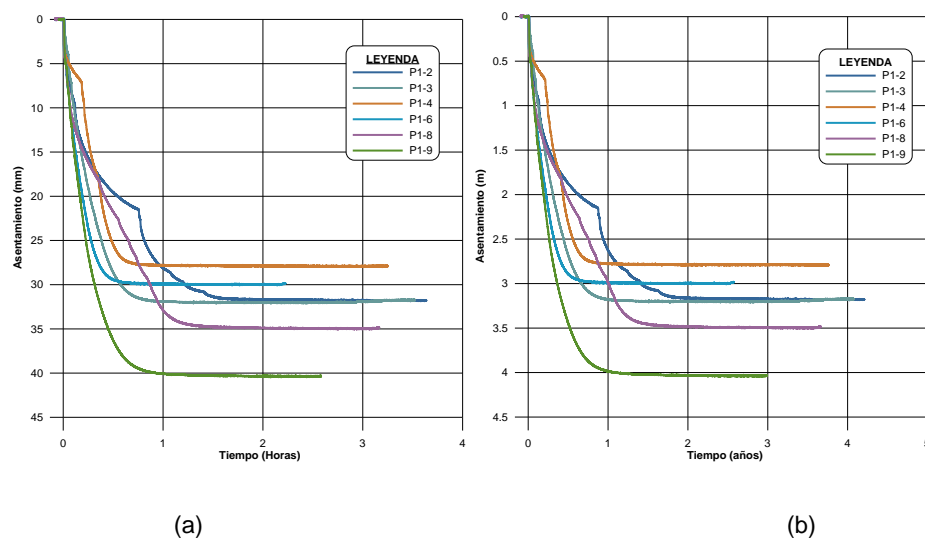 0
5
10
15
20
25
30
35
40
45
Asentamiento (mm)
0 1 2 3 4
Tiempo (Horas)
LEYENDA
P1-2
P1-3
P1-4
P1-6
P1-8
P1-9
(a)
0
0.5
1
1.5
2
2.5
3
3.5
4
4.5
Asentamiento (m)
0 1 2 3 4
Tiempo (años)
LEYENDA
P1-2
P1-3
P1-4
P1-6
P1-8
P1-9
(b)